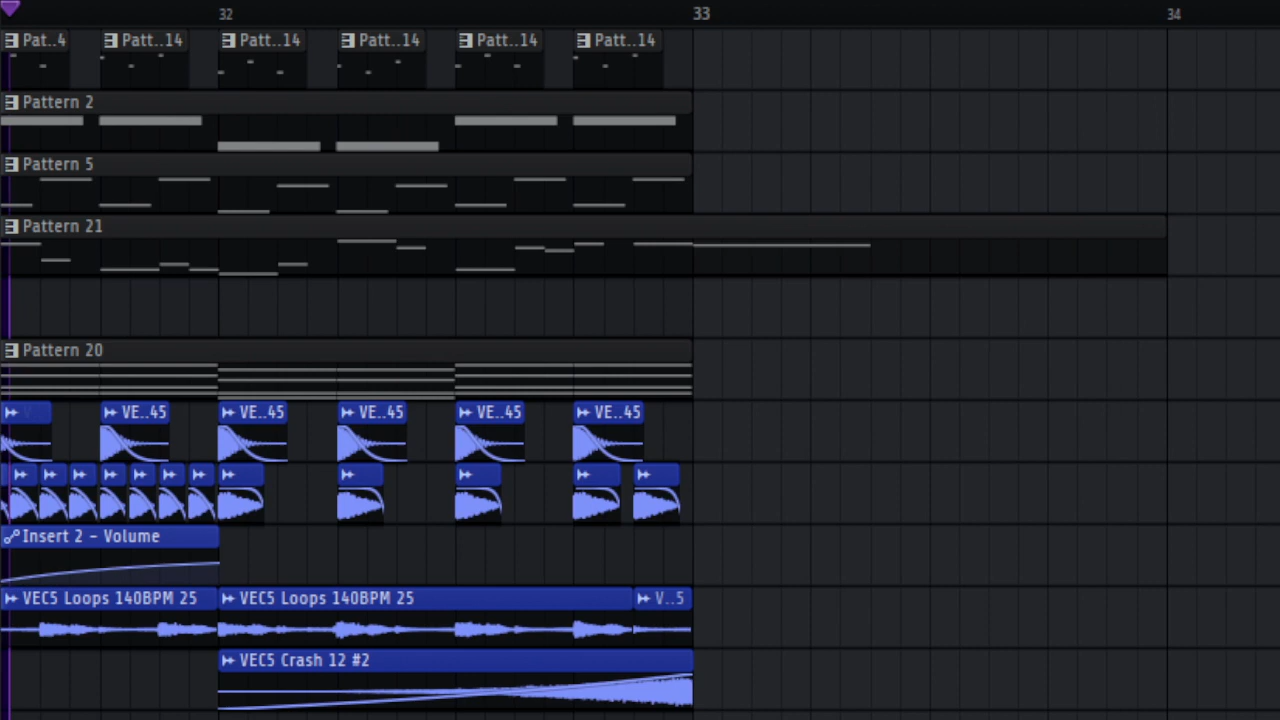 32 33 34
Pat..4 Patt..14 Patt..14 Patt..14 Patt..14 Patt..14
Pattern 2
Pattern 5
Pattern 21
Pattern 20
VE..45 VE..45 VE..45 VE..45 VE..45
Insert 2 - Volume
VEC5 Loops 140BPM 25 VEC5 Loops 140BPM 25 V..5
VEC5 Crash 12 #2